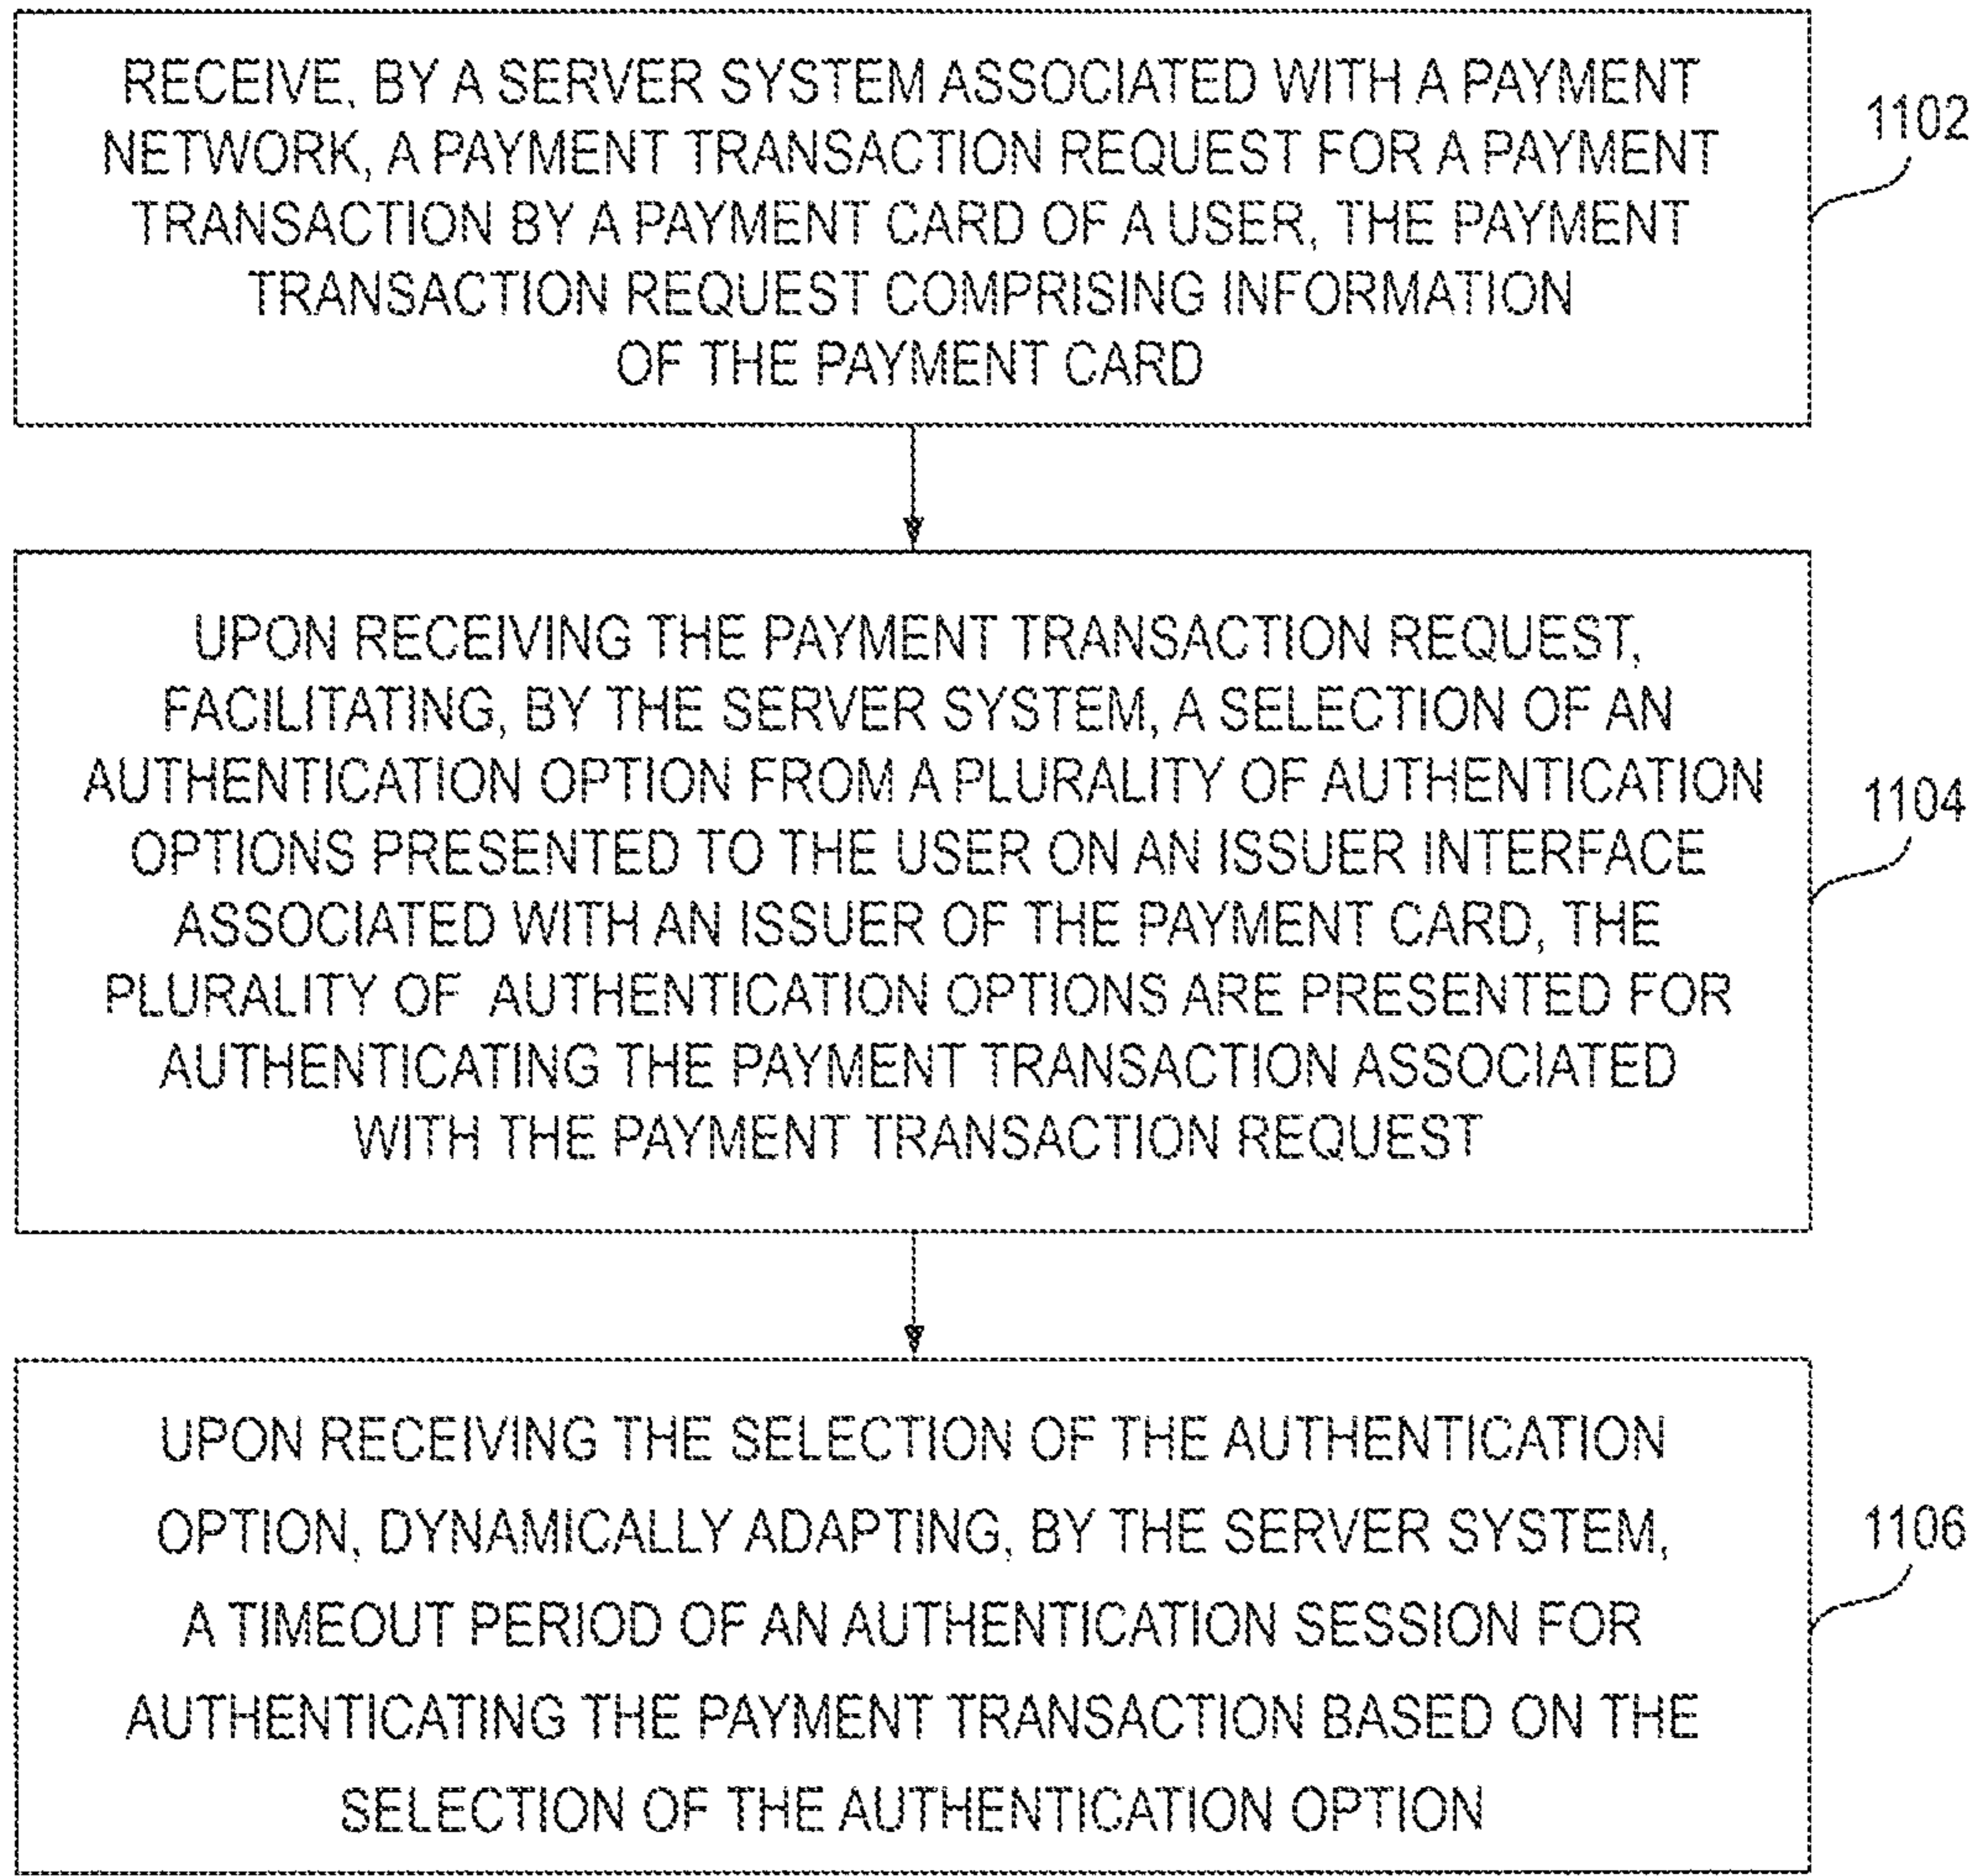 RECEIVE, BY A SERVER SYSTEM ASSOCIATED WITH A PAYMENT
NETWORK, A PAYMENT TRANSACTION REQUEST FOR A PAYMENT
TRANSACTION BY A PAYMENT CARD OF A USER, THE PAYMENT
TRANSACTION REQUEST COMPRISING INFORMATION
OF THE PAYMENT CARD
1102
UPON RECEIVING THE PAYMENT TRANSACTION REQUEST,
FACILITATING, BY THE SERVER SYSTEM, A SELECTION OF AN
AUTHENTICATION OPTION FROM A PLURALITY OF AUTHENTICATION
OPTIONS PRESENTED TO THE USER ON AN ISSUER INTERFACE
ASSOCIATED WITH AN ISSUER OF THE PAYMENT CARD, THE
PLURALITY OF AUTHENTICATION OPTIONS ARE PRESENTED FOR
AUTHENTICATING THE PAYMENT TRANSACTION ASSOCIATED
WITH THE PAYMENT TRANSACTION REQUEST
1104
UPON RECEIVING THE SELECTION OF THE AUTHENTICATION
OPTION, DYNAMICALLY ADAPTING, BY THE SERVER SYSTEM,
A TIMEOUT PERIOD OF AN AUTHENTICATION SESSION FOR
AUTHENTICATING THE PAYMENT TRANSACTION BASED ON THE
SELECTION OF THE AUTHENTICATION OPTION
1106